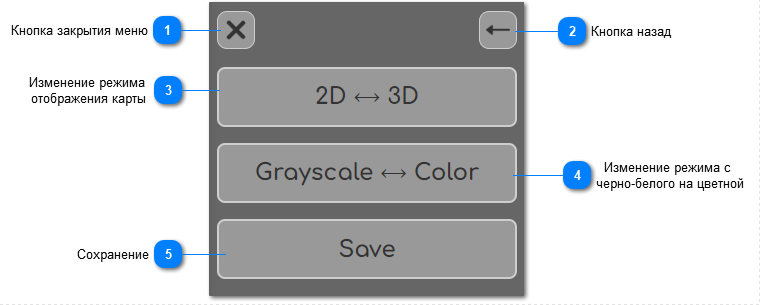 Кнопка закрытия меню
1
2
Кнопка назад
Изменение режима
отображения карты
3
2D ↔ 3D
Grayscale ↔ Color
4
Изменение режима с
черно-белого на цветной
Сохранение
5
Save